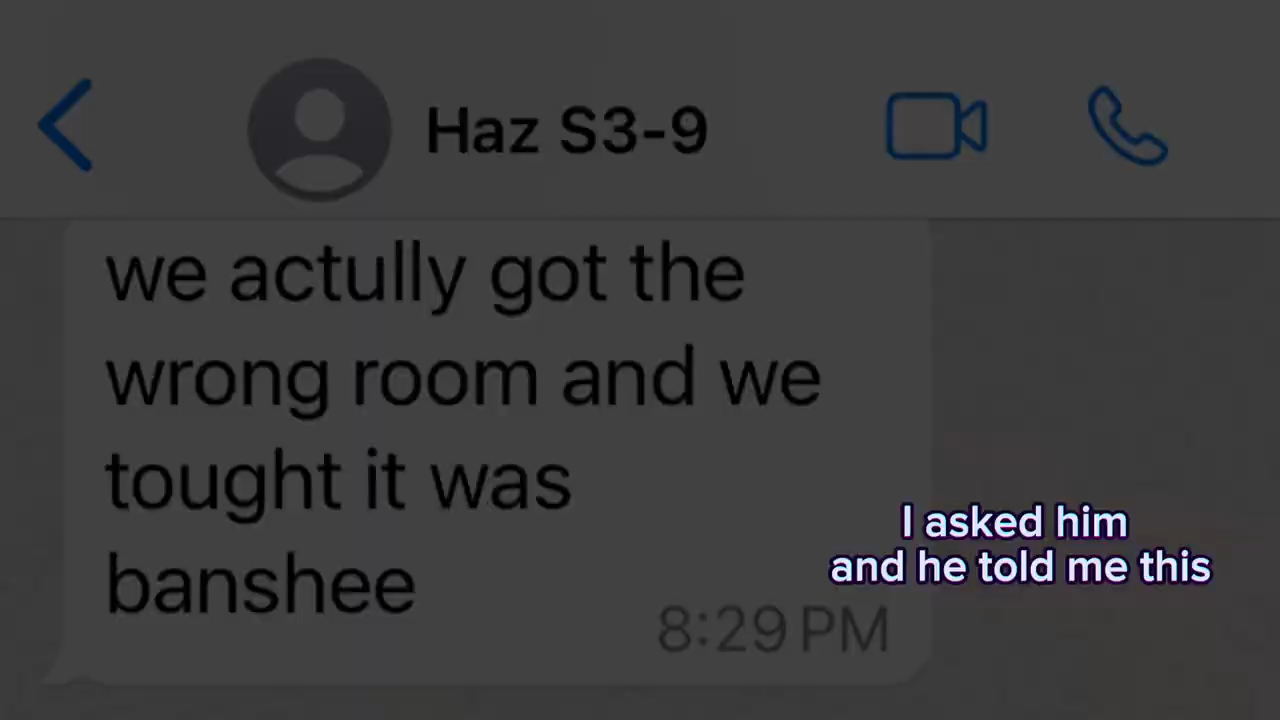 Haz S3-9
we actully got the
wrong room and we
tought it was
banshee
8:29 PM
I asked him
and he told me this